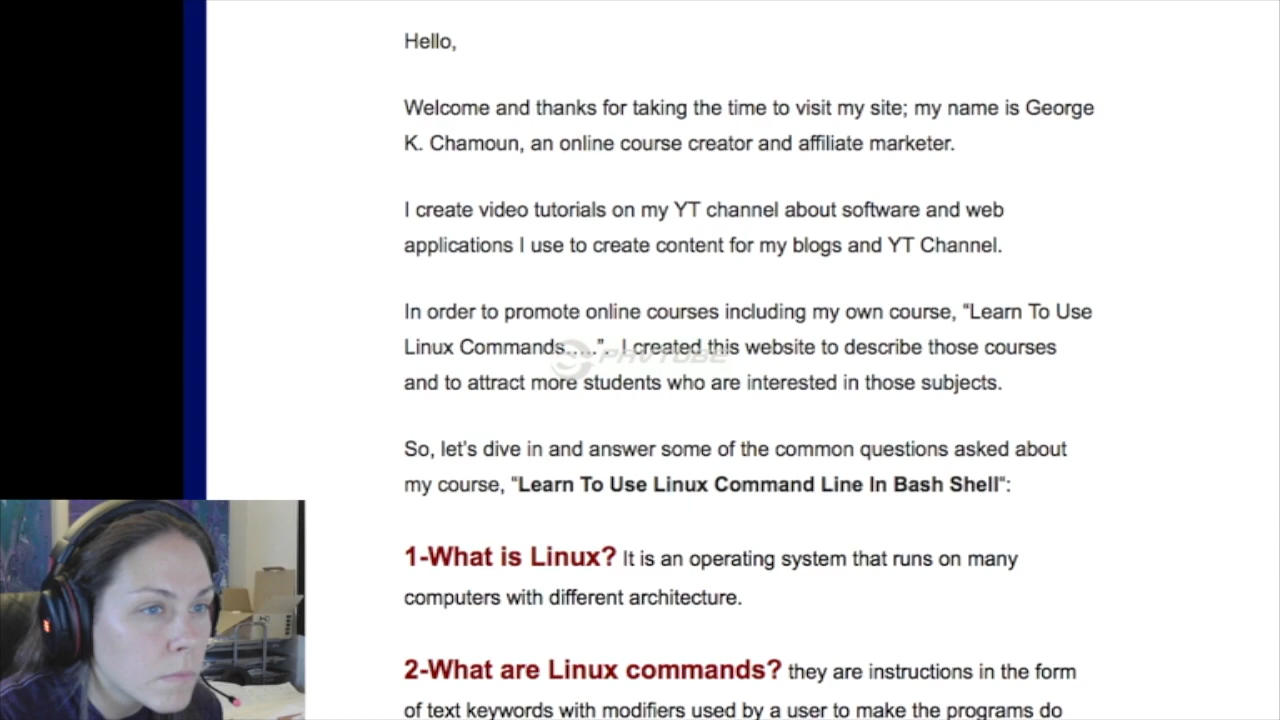 Hello,
Welcome and thanks for taking the time to visit my site; my name is George
K. Chamoun, an online course creator and affiliate marketer.
I create video tutorials on my YT channel about software and web
applications I use to create content for my blogs and YT Channel.
In order to promote online courses including my own course, “Learn To Use
Linux Commands.....”. I created this website to describe those courses
PAVTUBE
and to attract more students who are interested in those subjects.
So, let's dive in and answer some of the common questions asked about
my course, "Learn To Use Linux Command Line In Bash Shell“:
1-What is Linux? It is an operating system that runs on many
computers with different architecture.
2-What are Linux commands? they are instructions in the form
of text keywords with modifiers used by a user to make the programs do